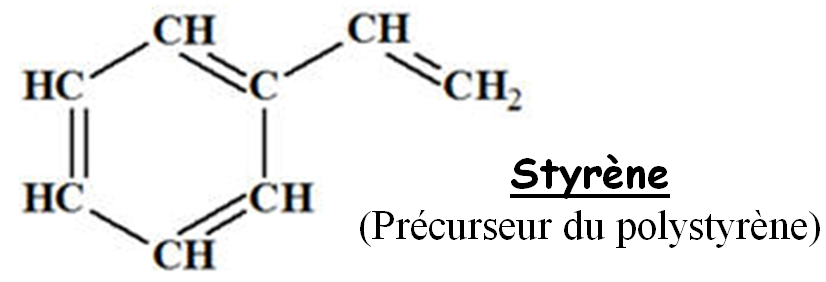 CH CH
HC C CH₂
HC CH
CH
Styrène
(Précurseur du polystyrène)